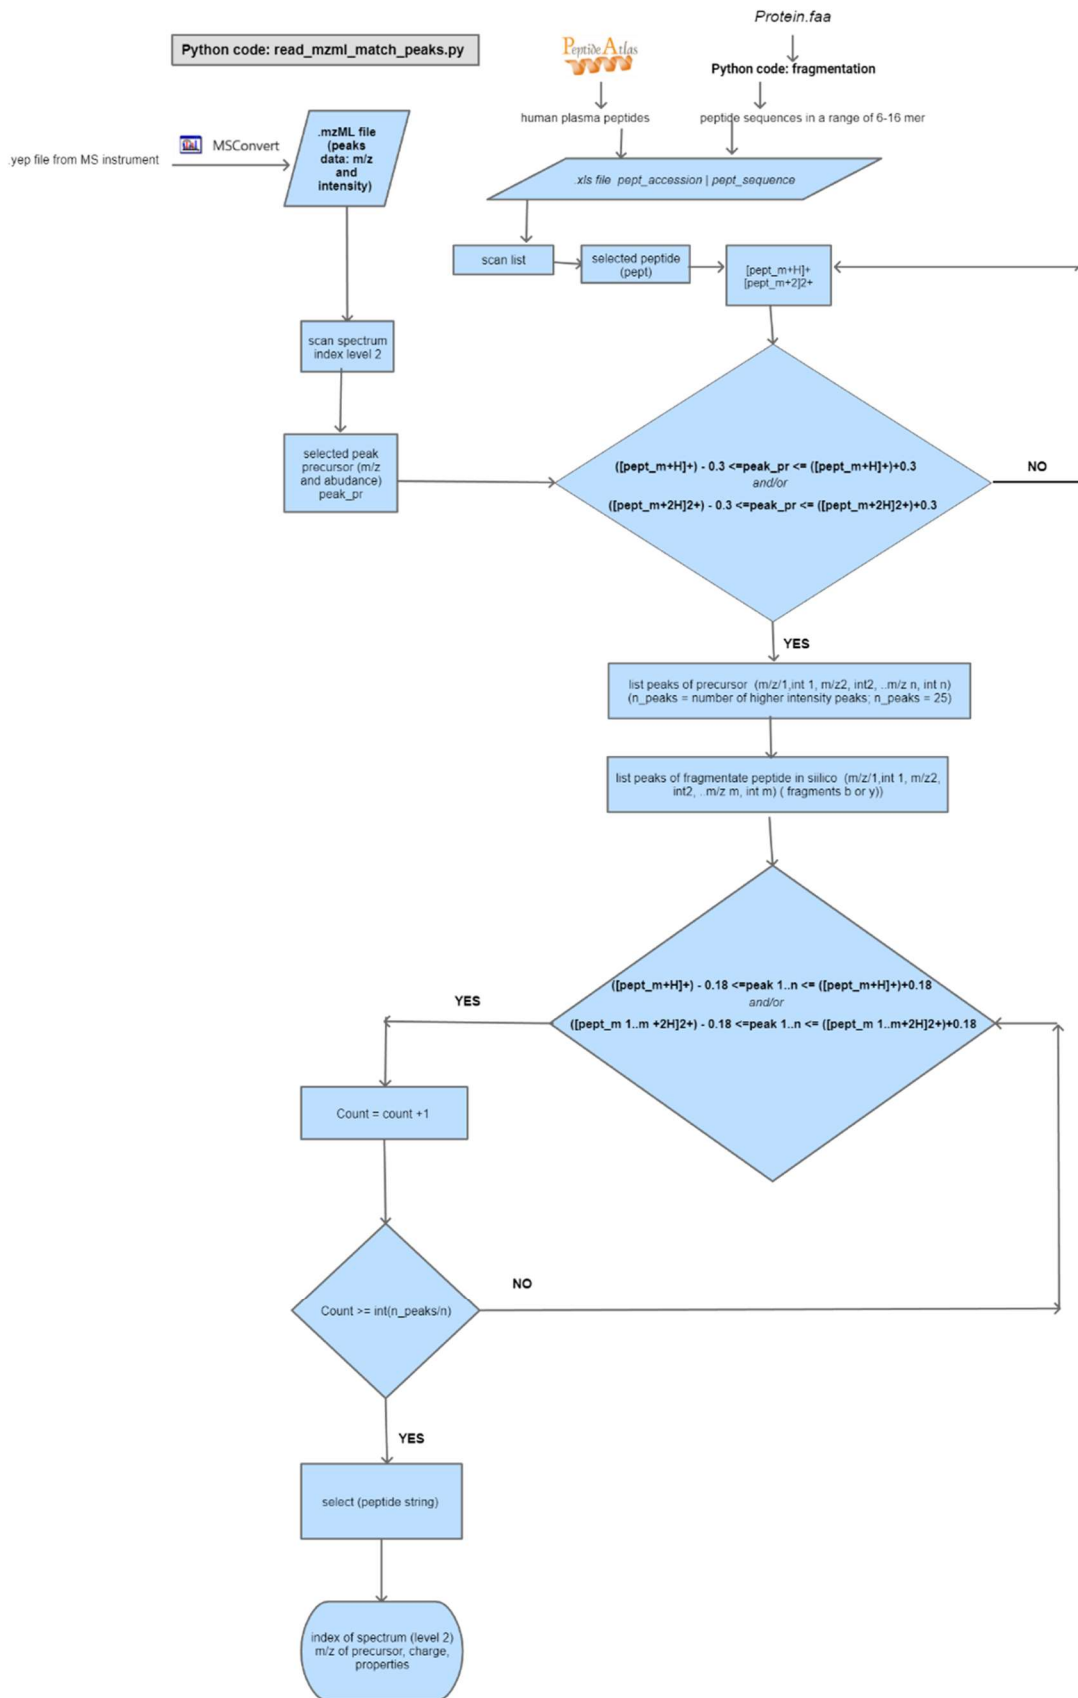 Protein.faa
Python code: read_mzml_match_peaks.py
Peptide Atlas
Python code: fragmentation
human plasma peptides
peptide sequences in a range of 6-16 mer
.yep file from MS instrument
MSConvert
.mzML file
(peaks
data: m/z
and
intensity)
.xls file pept_accession | pept_sequence
scan list
selected peptide
(pept)
[pept_m+H]+
[pept_m+2]2+
scan spectrum
index level 2
selected peak
precursor (m/z
and abudance)
peak_pr
([pept_m+H]+) - 0.3 <=peak_pr <= ([pept_m+H]+)+0.3
and/or
([pept_m+2H]2+) - 0.3 <=peak_pr <= ([pept_m+2H]2+)+0.3
NO
YES
list peaks of precursor (m/z/1,int 1, m/z2, int2, ..m/z n, int n)
(n_peaks = number of higher intensity peaks; n_peaks = 25)
list peaks of fragmentate peptide in siilico (m/z/1,int 1, m/z2,
int2, ..m/z m, int m) ( fragments b or y))
([pept_m+H]+) - 0.18 <=peak 1..n <= ([pept_m+H]+)+0.18
and/or
([pept_m 1..m +2H]2+) - 0.18 <=peak 1..n <= ([pept_m 1..m+2H]2+)+0.18
YES
Count = count +1
Count >= int(n_peaks/n)
NO
YES
select (peptide string)
index of spectrum (level 2)
m/z of precursor, charge,
properties